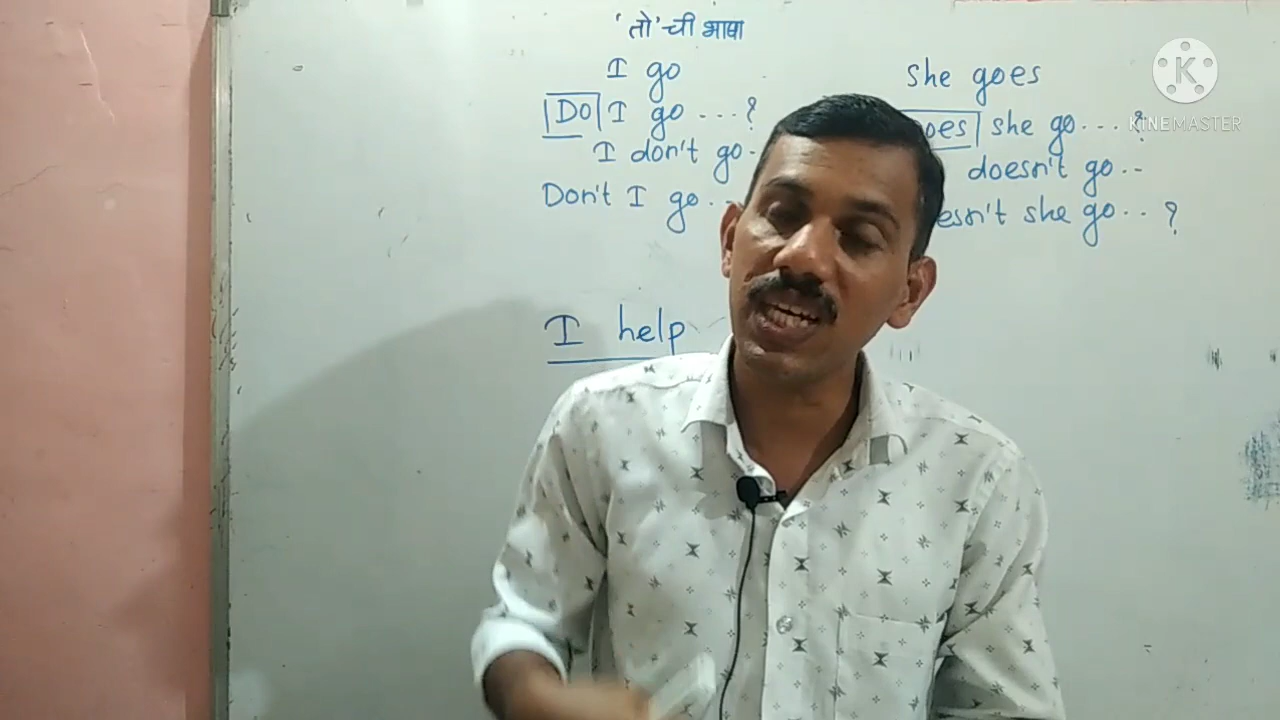 'तो' ची भाषा
I go
Do I go ...?
I don't go.
Don't I go..
I help
She goes
she go...?
doesn't go..
she go..?
K
KINEMASTER